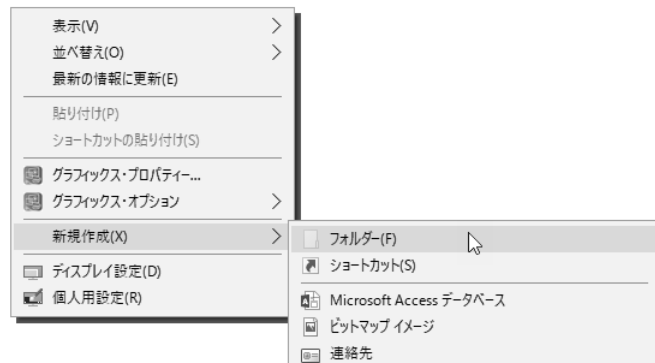 表示(V)
並べ替え(O)
最新の情報に更新(E)
貼り付け(P)
ショートカットの貼り付け(S)
グラフィックス・プロパティー...
グラフィックス・オプション
新規作成(X)
ディスプレイ設定(D)
個人用設定(R)
フォルダー(F)
ショートカット(S)
Microsoft Access データベース
ビットマップ イメージ
連絡先